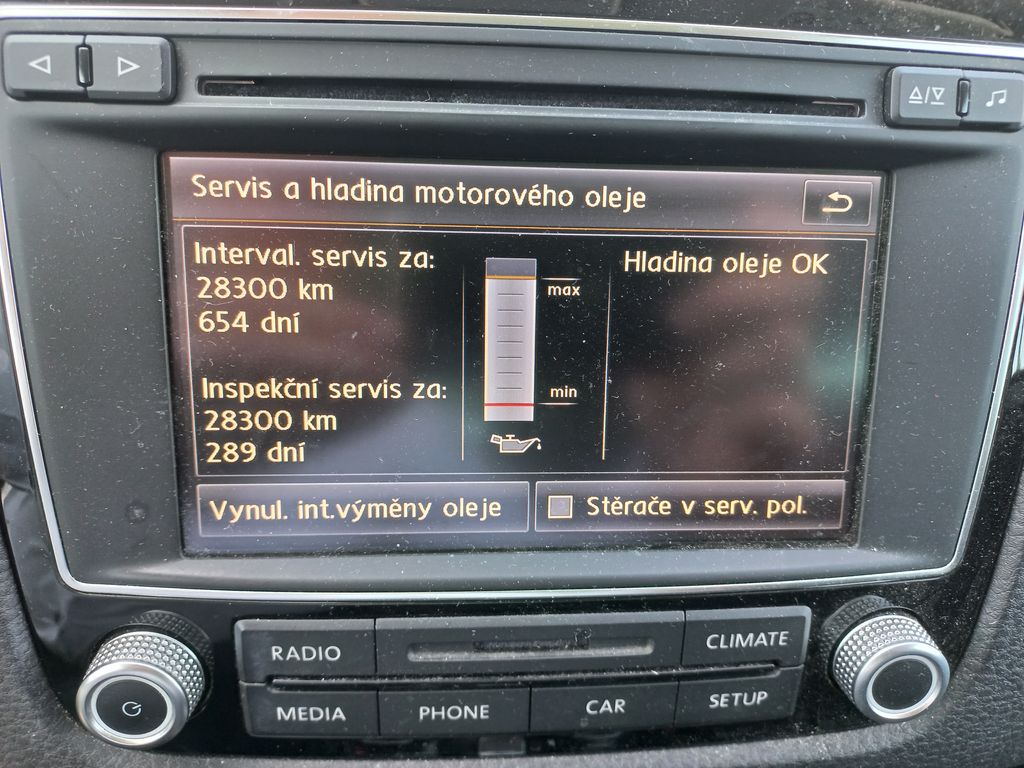 Servis a hladina motorového oleje
Interval. servis za:
28300 km
654 dní
Inspekční servis za:
28300 km
289 dní
max
min
Hladina oleje OK
Vynul. int.výměny oleje
Stěrače v serv. pol.
RADIO
CLIMATE
MEDIA
PHONE
CAR
SETUP